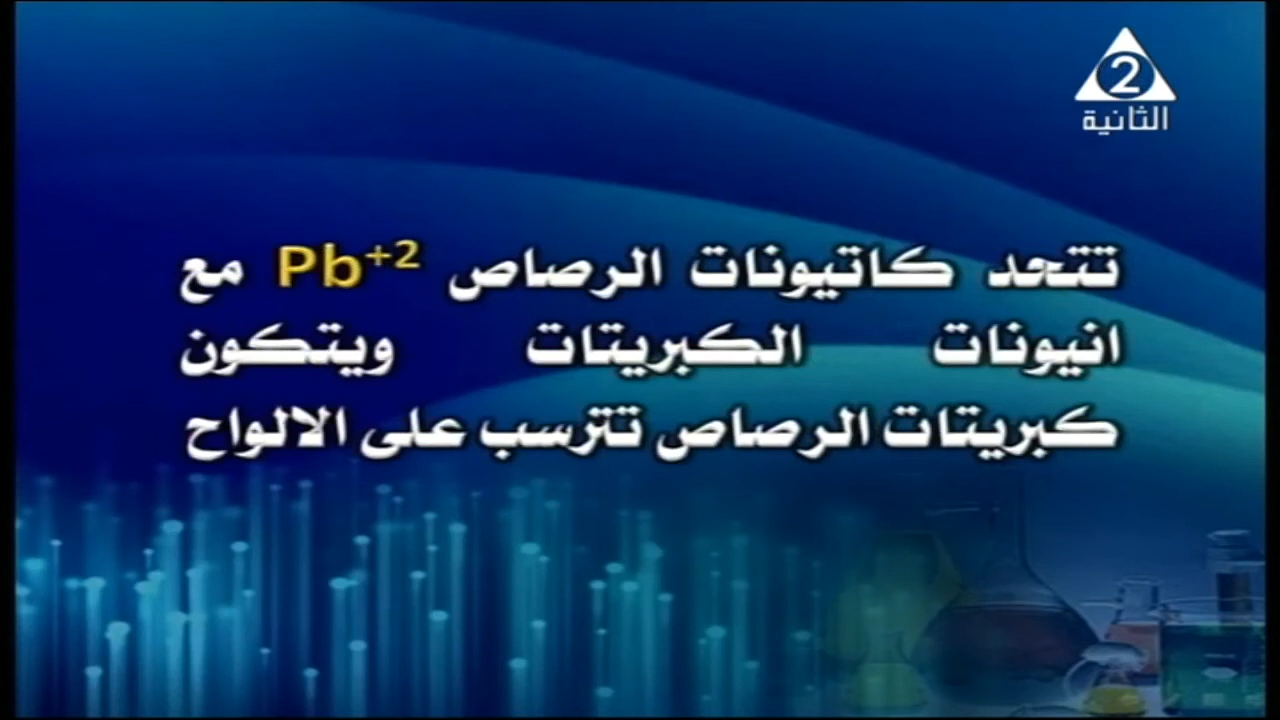 2
الثانية
تتحد كاتيونات الرصاص Pb⁺² مع
انيونات الكبريتات ويتكون
كبريتات الرصاص تترسب على الالواح